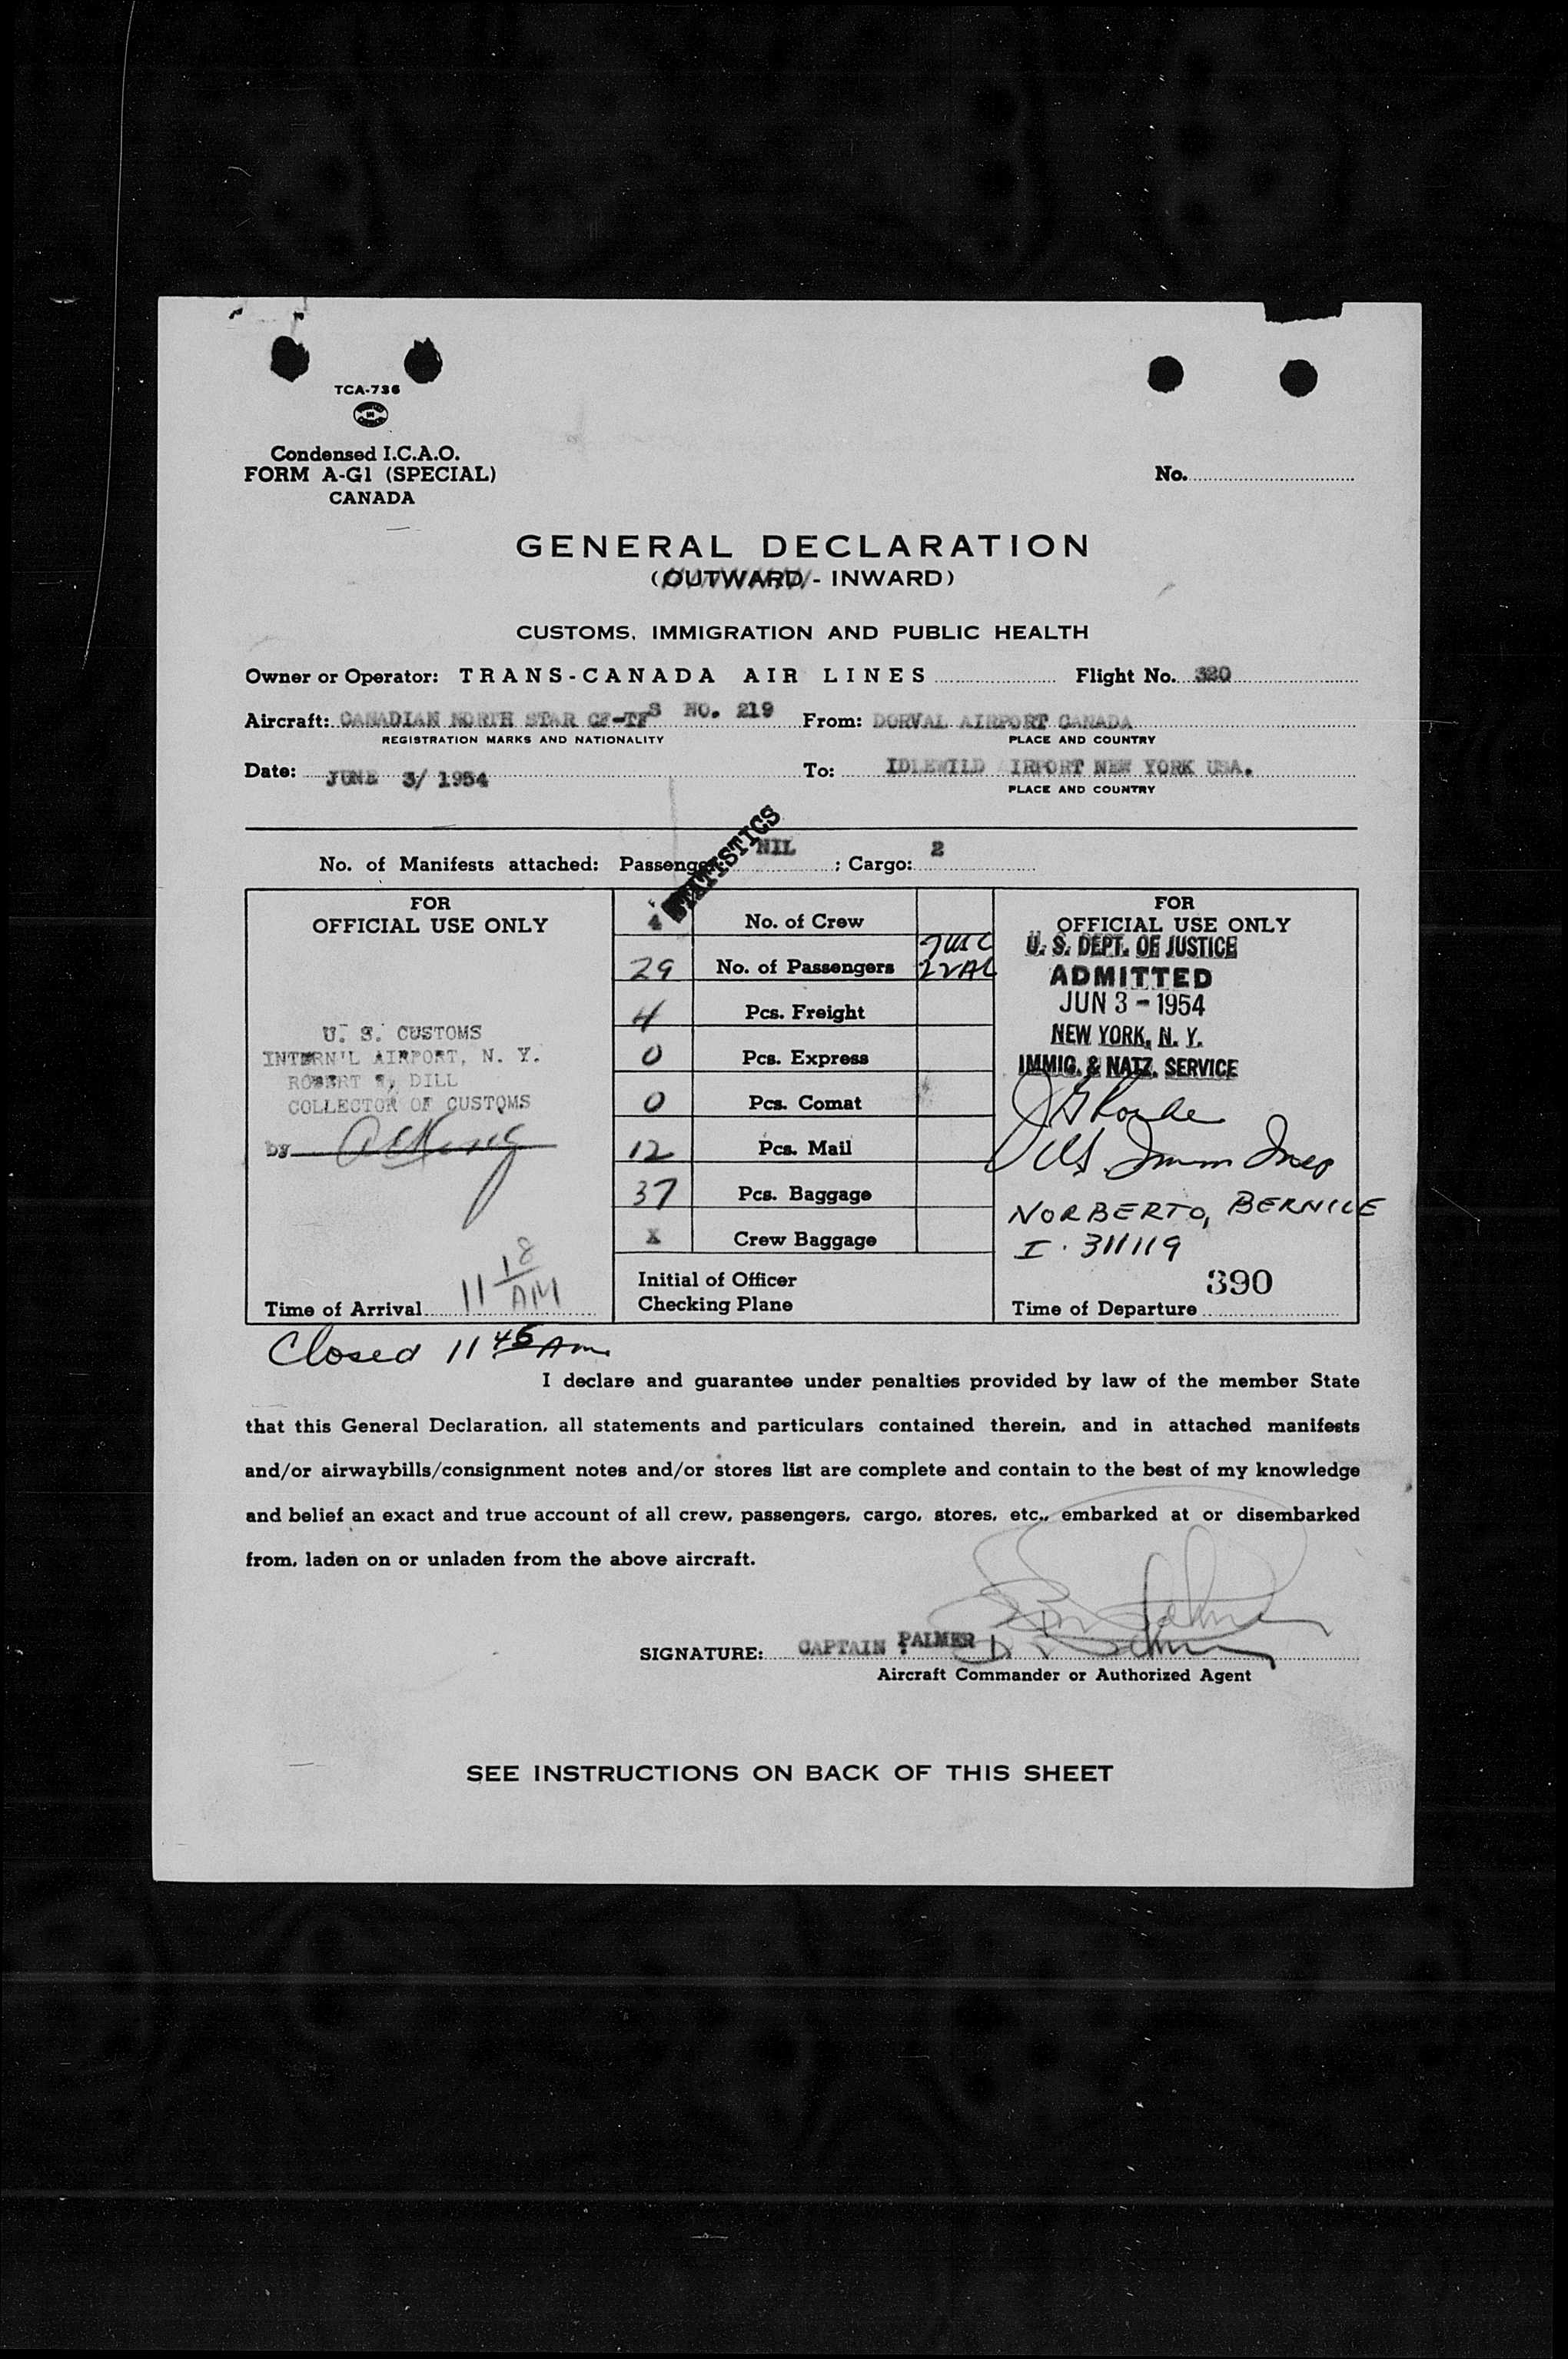 TCA-736
Condensed I.C.A.O.
FORM A-G1 (SPECIAL)
CANADA
No.
GENERAL DECLARATION
(OUTWARD - INWARD)
CUSTOMS, IMMIGRATION AND PUBLIC HEALTH
Owner or Operator: TRANS-CANADA AIR LINES Flight No. 320
Aircraft: CANADIAN NORTH STAR CF-TFS NO. 219 From: DORVAL AIRPORT CANADA
REGISTRATION MARKS AND NATIONALITY PLACE AND COUNTRY
Date: JUNE 3/ 1954 To: IDLEWILD IRPORT NEW YORK USA.
PLACE AND COUNTRY
STATISTICS
No. of Manifests attached: Passenger: NIL ; Cargo: 2
FOR
OFFICIAL USE ONLY
U. S. CUSTOMS
INTERN'L AIRPORT, N. Y.
ROBERT W. DILL
COLLECTOR OF CUSTOMS
by
Time of Arrival 11 18 AM
4 No. of Crew
29 No. of Passengers 7 USC 22 AL
4 Pcs. Freight
0 Pcs. Express
0 Pcs. Comat
12 Pcs. Mail
37 Pcs. Baggage
X Crew Baggage
Initial of Officer
Checking Plane
FOR
OFFICIAL USE ONLY
U. S. DEPT. OF JUSTICE
ADMITTED
JUN 3 - 1954
NEW YORK, N. Y.
IMMIG. & NATZ. SERVICE
US Imm Insp
NORBERTO, BERNICE
I. 311119
390
Time of Departure
Closed 11 45 Am
I declare and guarantee under penalties provided by law of the member State
that this General Declaration, all statements and particulars contained therein, and in attached manifests
and/or airwaybills/consignment notes and/or stores list are complete and contain to the best of my knowledge
and belief an exact and true account of all crew, passengers, cargo, stores, etc., embarked at or disembarked
from, laden on or unladen from the above aircraft.
SIGNATURE: CAPTAIN PALMER
Aircraft Commander or Authorized Agent
SEE INSTRUCTIONS ON BACK OF THIS SHEET